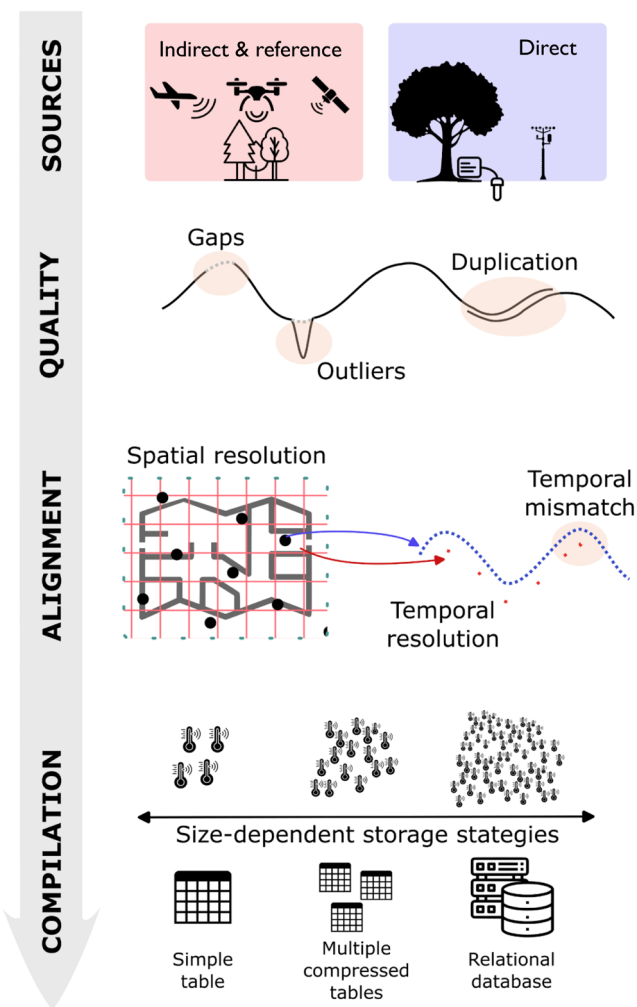 SOURCES
Indirect & reference
Direct
QUALITY
Gaps
Duplication
Outliers
ALIGNMENT
Spatial resolution
Temporal
mismatch
Temporal
resolution
COMPILATION
Size-dependent storage stategies
Simple
table
Multiple
compressed
tables
Relational
database